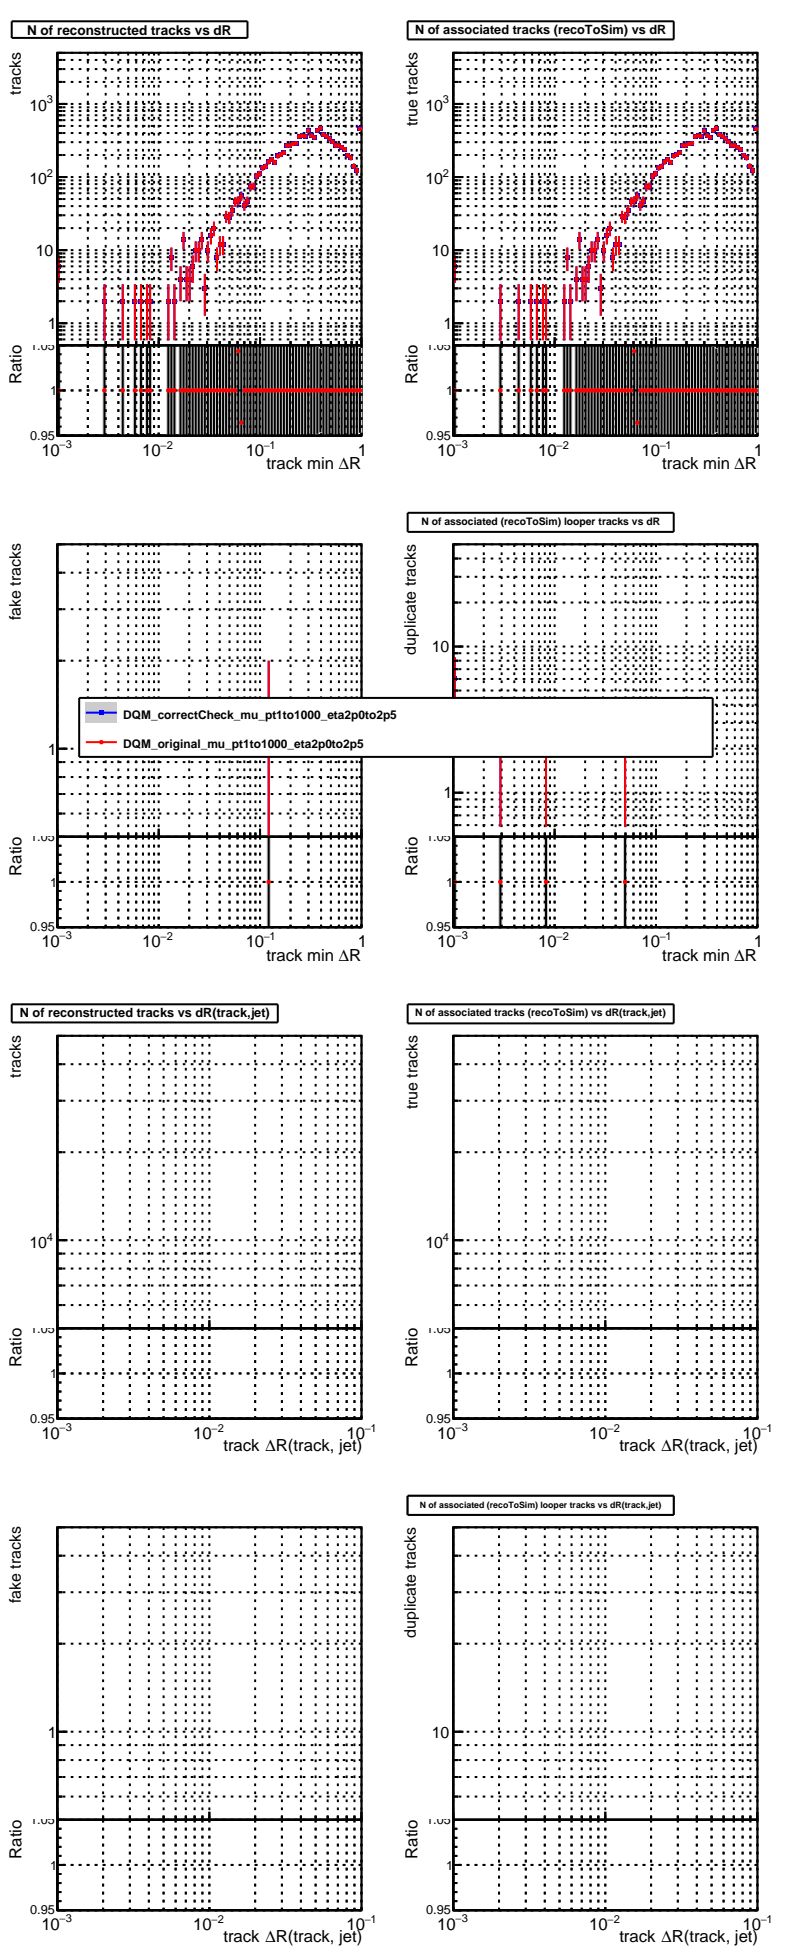 N of reconstructed tracks vs dR
tracks
10³
10²
10
1
Ratio
1.05
1
0.95
10⁻³
10⁻²
10⁻¹
1
track min ΔR
N of associated tracks (recoToSim) vs dR
true tracks
10³
10²
10
1
Ratio
1.05
1
0.95
10⁻³
10⁻²
10⁻¹
1
track min ΔR
fake tracks
1
Ratio
1.05
1
0.95
10⁻³
10⁻²
10⁻¹
1
track min ΔR
N of associated (recoToSim) looper tracks vs dR
duplicate tracks
10
1
Ratio
1.05
1
0.95
10⁻³
10⁻²
10⁻¹
1
track min ΔR
DQM_correctCheck_mu_pt1to1000_eta2p0to2p5
DQM_original_mu_pt1to1000_eta2p0to2p5
N of reconstructed tracks vs dR(track,jet)
tracks
10⁴
Ratio
1.05
1
0.95
10⁻³
10⁻²
10⁻¹
track ΔR(track, jet)
N of associated tracks (recoToSim) vs dR(track,jet)
true tracks
10⁴
Ratio
1.05
1
0.95
10⁻³
10⁻²
10⁻¹
track ΔR(track, jet)
fake tracks
1
Ratio
1.05
1
0.95
10⁻³
10⁻²
10⁻¹
track ΔR(track, jet)
N of associated (recoToSim) looper tracks vs dR(track,jet)
duplicate tracks
10
Ratio
1.05
1
0.95
10⁻³
10⁻²
10⁻¹
track ΔR(track, jet)